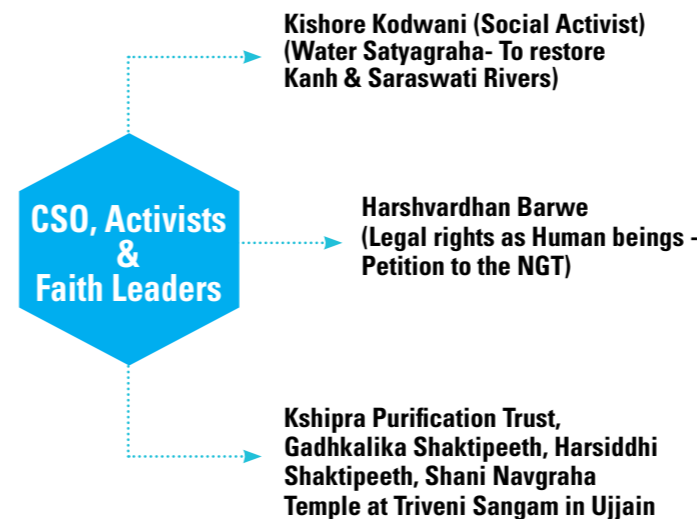 Kishore Kodwani (Social Activist)
(Water Satyagraha- To restore
Kanh & Saraswati Rivers)
CSO, Activists
&
Faith Leaders
Harshvardhan Barwe
(Legal rights as Human beings -
Petition to the NGT)
Kshipra Purification Trust,
Gadhkalika Shaktipeeth, Harsiddhi
Shaktipeeth, Shani Navgraha
Temple at Triveni Sangam in Ujjain